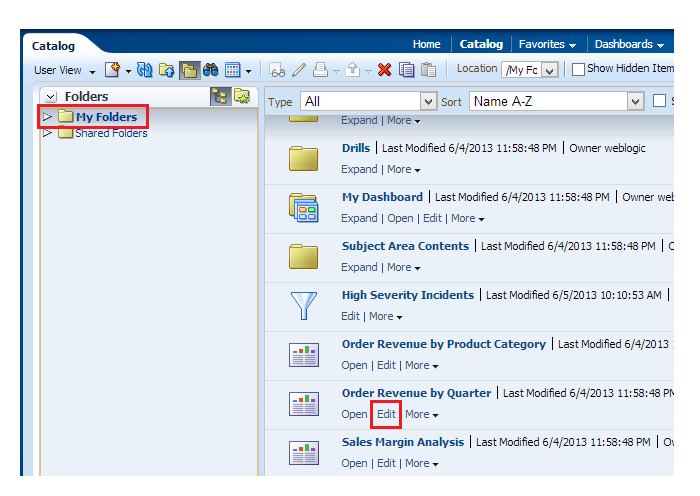 Catalog
Home Catalog Favorites Dashboards
User View Location /My Fc Show Hidden Item
Folders
My Folders
Shared Folders
Type All Sort Name A-Z
Expand | More
Drills | Last Modified 6/4/2013 11:58:48 PM | Owner weblogic
Expand | More
My Dashboard | Last Modified 6/4/2013 11:58:48 PM | Owner we
Expand | Open | Edit | More
Subject Area Contents | Last Modified 6/4/2013 11:58:48 PM |
Expand | More
High Severity Incidents | Last Modified 6/5/2013 10:10:53 AM |
Edit | More
Order Revenue by Product Category | Last Modified 6/4/2013
Open | Edit | More
Order Revenue by Quarter | Last Modified 6/4/2013 11:58:48 PM
Open Edit More
Sales Margin Analysis | Last Modified 6/4/2013 11:58:48 PM |
Open | Edit | More